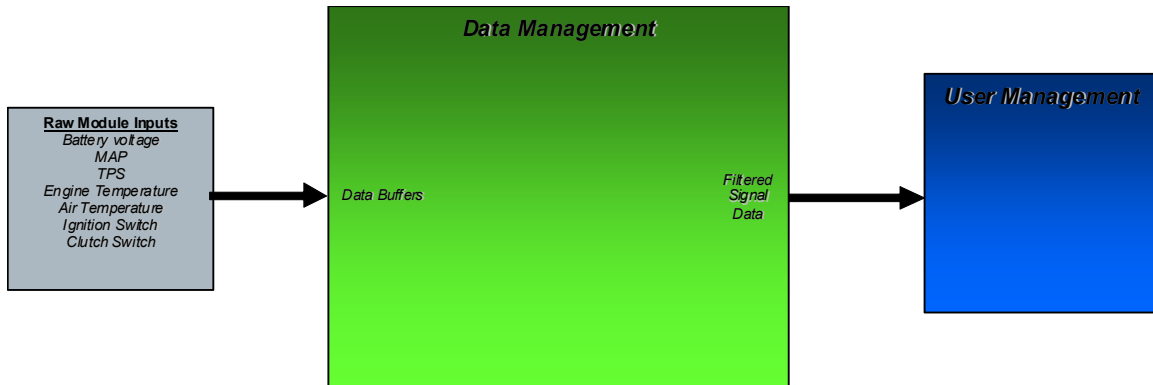 Data Management
User Management
Raw Module Inputs
Battery voltage
MAP
TPS
Engine Temperature
Air Temperature
Ignition Switch
Clutch Switch
Data Buffers
Filtered
Signal
Data